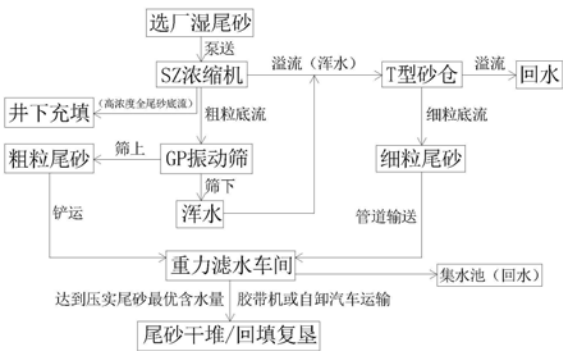 选厂湿尾砂
泵送
SZ浓缩机
溢流（浑水）
T型砂仓
溢流
回水
井下充填
（高浓度全尾砂底流）
粗粒底流
细粒底流
粗粒尾砂
筛上
GP振动筛
细粒尾砂
筛下
铲运
浑水
管道输送
重力滤水车间
集水池（回水）
达到压实尾砂最优含水量
胶带机或自卸汽车运输
尾砂干堆/回填复垦